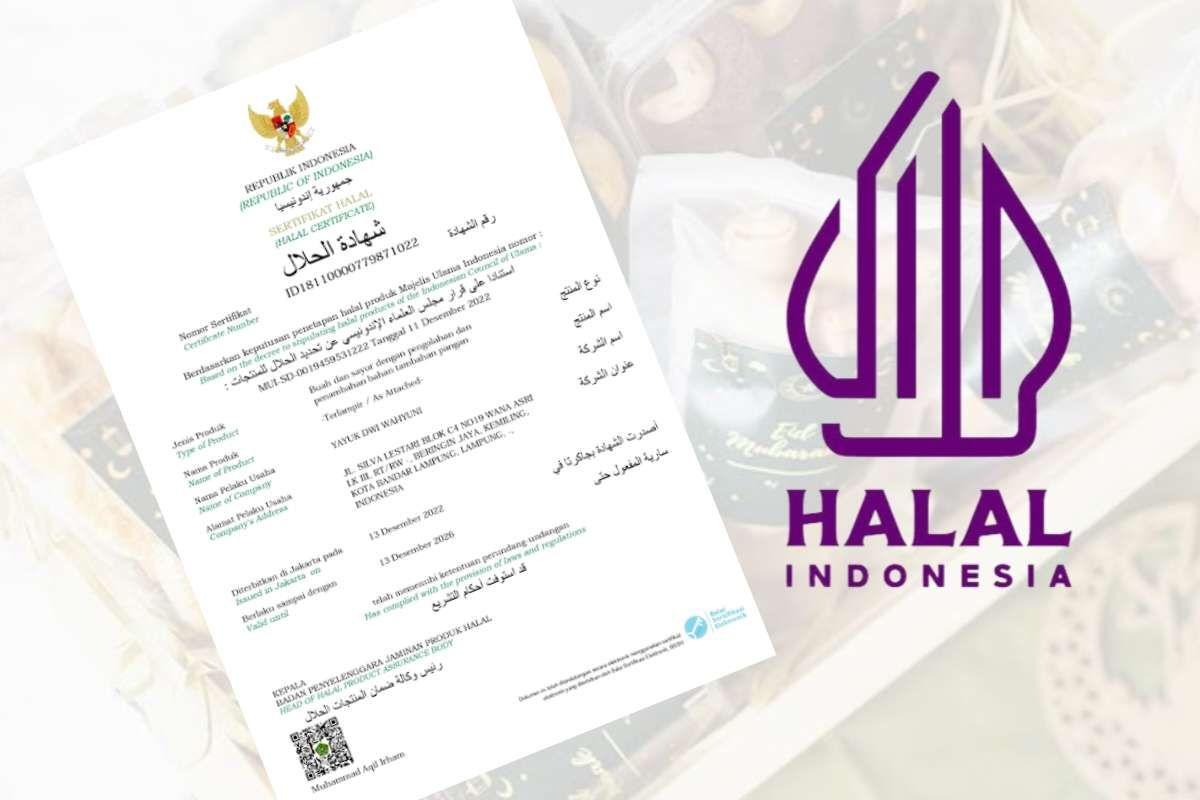 REPUBLIK INDONESIA
(REPUBLIC OF INDONESIA)
جمهورية إندونيسيا
SERTIFIKAT HALAL
(HALAL CERTIFICATE)
شهادة الحلال
Nomor Sertifikat ID18110000779871022 رقم الشهادة
Certificate Number
Berdasarkan keputusan penetapan halal produk Majelis Ulama Indonesia nomor :
Based on the decree to stipulating halal products of the Indonesian Council of Ulama :
استنادا على قرار مجلس العلماء الإندونيسي عن تحديد الحلال للمنتجات :
MUI-SD-0019459531222 Tanggal 11 Desember 2022
Jenis Produk Buah dan sayur dengan pengolahan dan نوع المنتج
Type of Product penambahan bahan tambahan pangan
Nama Produk -Terlampir / As Attached- اسم المنتج
Name of Product
Nama Pelaku Usaha YAYUK DWI WAHYUNI اسم الشركة
Name of Company
Alamat Pelaku Usaha JL. SILVA LESTARI BLOK C4 NO19 WANA ASRI عنوان الشركة
Company's Address LK III, RT/RW ., BERINGIN JAYA, KEMILING,
KOTA BANDAR LAMPUNG, LAMPUNG, .,
INDONESIA
Diterbitkan di Jakarta pada 13 Desember 2022 أصدرت الشهادة بجاكرتا في
Issued in Jakarta on
Berlaku sampai dengan 13 Desember 2026 سارية المفعول حتى
Valid until
telah memenuhi ketentuan perundang undangan
Has complied with the provision of laws and regulations
قد استوفت أحكام التشريع
KEPALA
BADAN PENYELENGGARA JAMINAN PRODUK HALAL
HEAD OF HALAL PRODUCT ASSURANCE BODY
رئيس وكالة ضمان المنتجات الحلال
Muhammad Aqil Irham
Dokumen ini telah ditandatangani secara elektronik menggunakan sertifikat
elektronik yang diterbitkan oleh Balai Sertifikasi Elektronik, BSSN
Balai
Sertifikasi
Elektronik
HALAL
INDONESIA
Eid
Mubarak